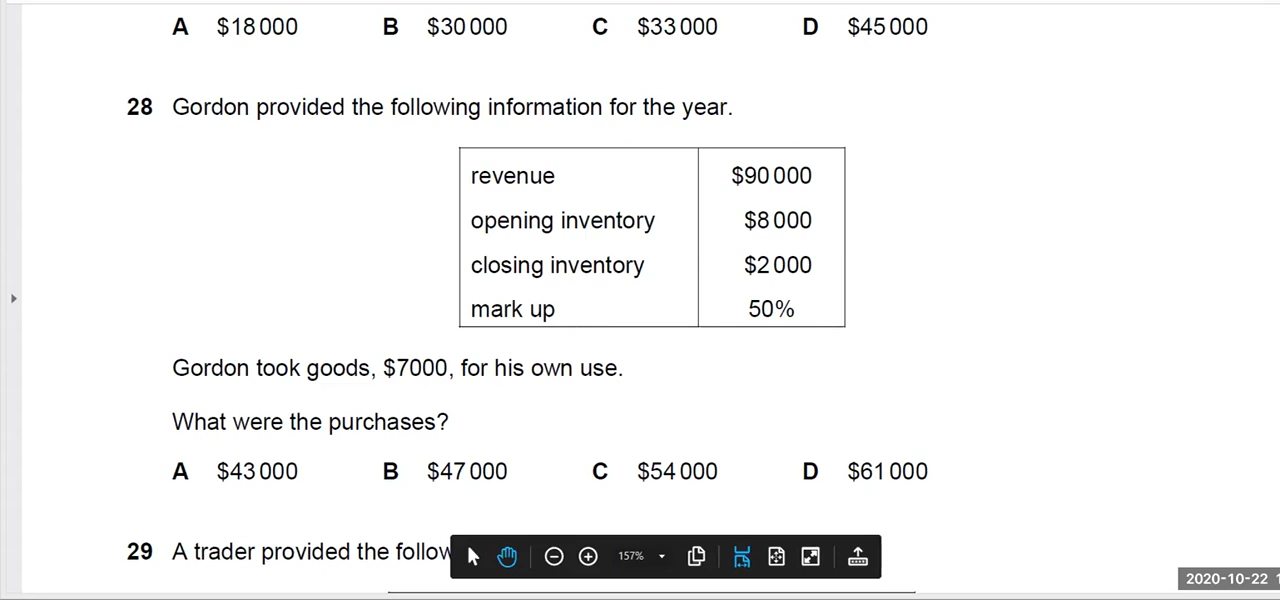 A $18 000 B $30 000 C $33 000 D $45 000
28 Gordon provided the following information for the year.
revenue $90 000
opening inventory $8 000
closing inventory $2 000
mark up 50%
Gordon took goods, $7000, for his own use.
What were the purchases?
A $43 000 B $47 000 C $54 000 D $61 000
29 A trader provided the follow
157%
2020-10-22 1